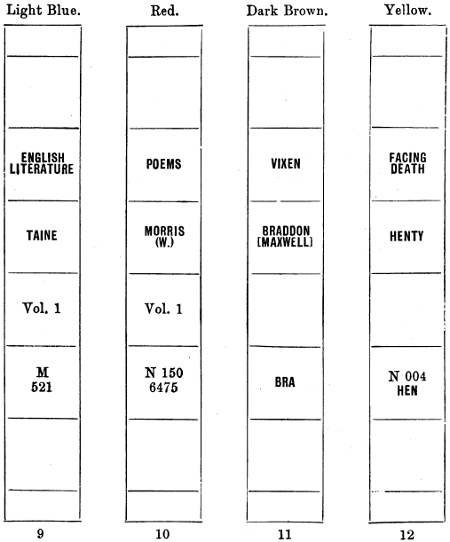 Light Blue.
Red.
Dark Brown.
Yellow.
ENGLISH
LITERATURE
TAINE
Vol. 1
M
521
9
POEMS
MORRIS
(W.)
Vol. 1
N 150
6475
10
VIXEN
BRADDON
(MAXWELL)
BRA
11
FACING
DEATH
HENTY
N 004
HEN
12